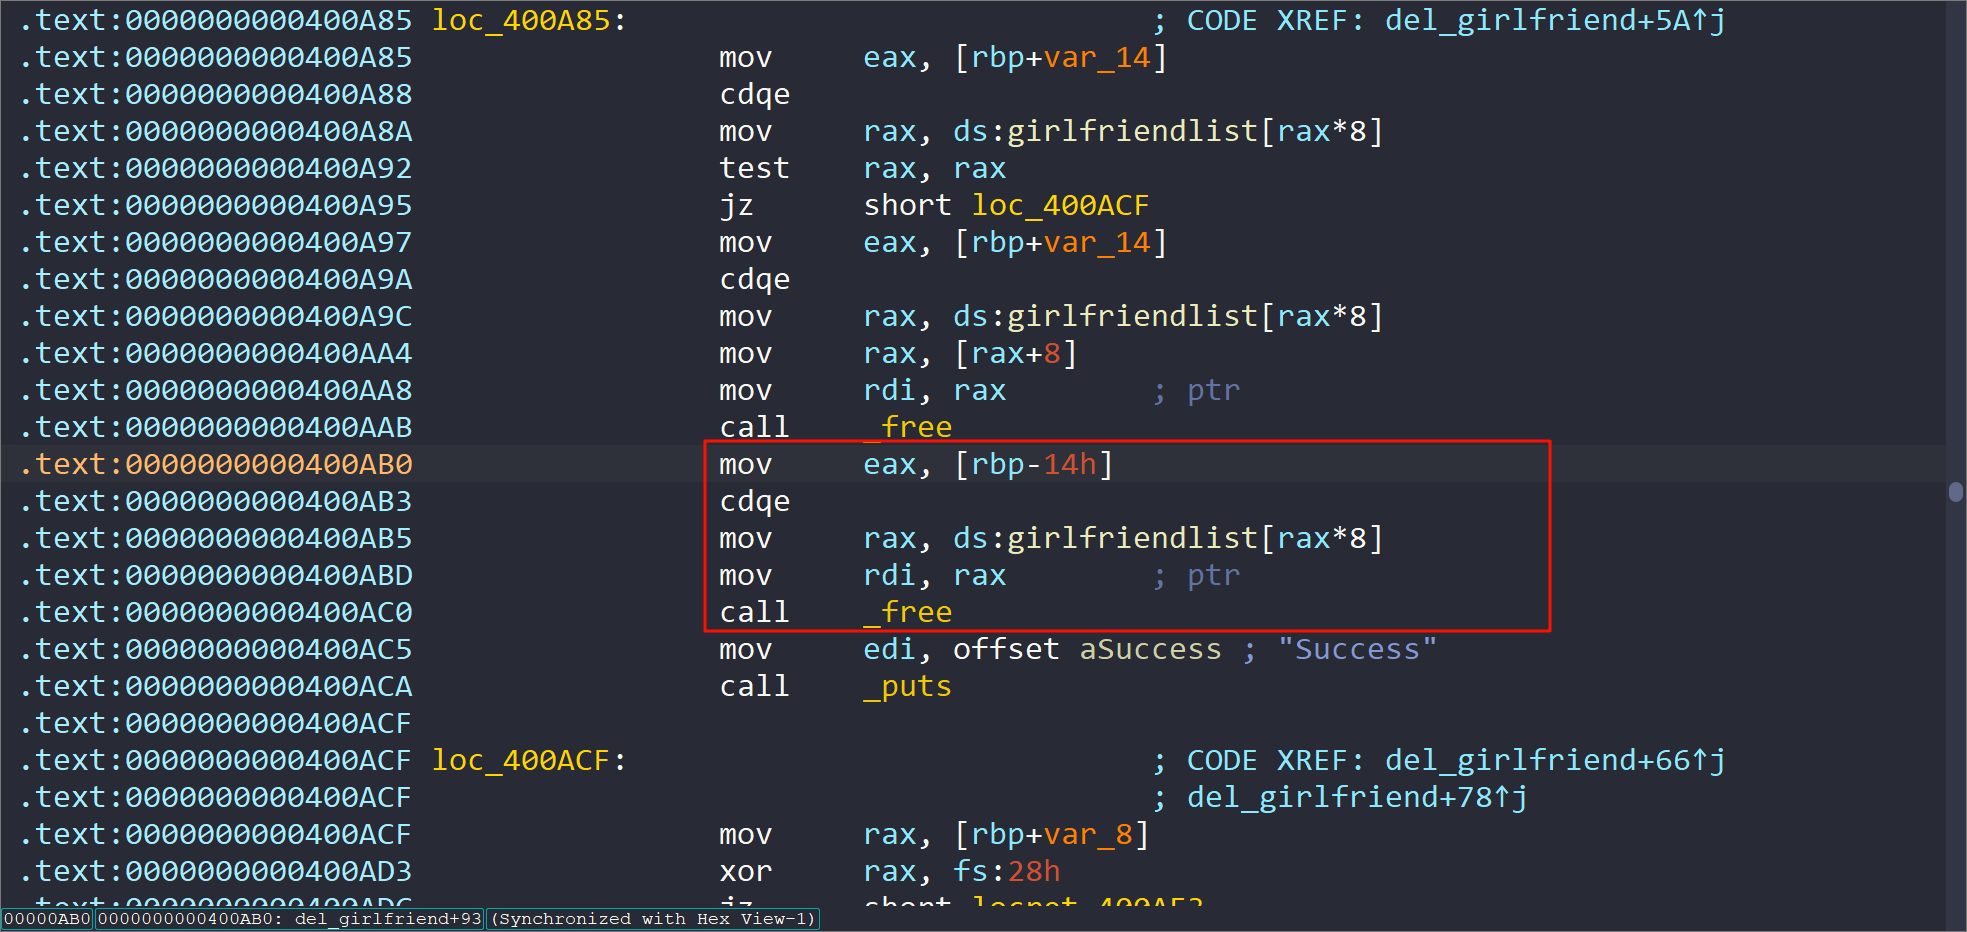 .text:0000000000400A85 loc_400A85: ; CODE XREF: del_girlfriend+5A↑j
.text:0000000000400A85 mov eax, [rbp+var_14]
.text:0000000000400A88 cdqe
.text:0000000000400A8A mov rax, ds:girlfriendlist[rax*8]
.text:0000000000400A92 test rax, rax
.text:0000000000400A95 jz short loc_400ACF
.text:0000000000400A97 mov eax, [rbp+var_14]
.text:0000000000400A9A cdqe
.text:0000000000400A9C mov rax, ds:girlfriendlist[rax*8]
.text:0000000000400AA4 mov rax, [rax+8]
.text:0000000000400AA8 mov rdi, rax ; ptr
.text:0000000000400AAB call _free
.text:0000000000400AB0 mov eax, [rbp-14h]
.text:0000000000400AB3 cdqe
.text:0000000000400AB5 mov rax, ds:girlfriendlist[rax*8]
.text:0000000000400ABD mov rdi, rax ; ptr
.text:0000000000400AC0 call _free
.text:0000000000400AC5 mov edi, offset aSuccess ; "Success"
.text:0000000000400ACA call _puts
.text:0000000000400ACF
.text:0000000000400ACF loc_400ACF: ; CODE XREF: del_girlfriend+66↑j
.text:0000000000400ACF ; del_girlfriend+78↑j
.text:0000000000400ACF mov rax, [rbp+var_8]
.text:0000000000400AD3 xor rax, fs:28h
00000AB0 0000000000400AB0: del_girlfriend+93 (Synchronized with Hex View-1)